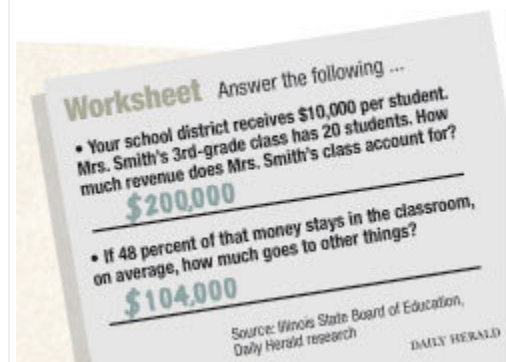 Worksheet Answer the following ...
• Your school district receives $10,000 per student.
Mrs. Smith's 3rd-grade class has 20 students. How
much revenue does Mrs. Smith's class account for?
$200,000
• If 48 percent of that money stays in the classroom,
on average, how much goes to other things?
$104,000
Source: Illinois State Board of Education,
Daily Herald research
DAILY HERALD